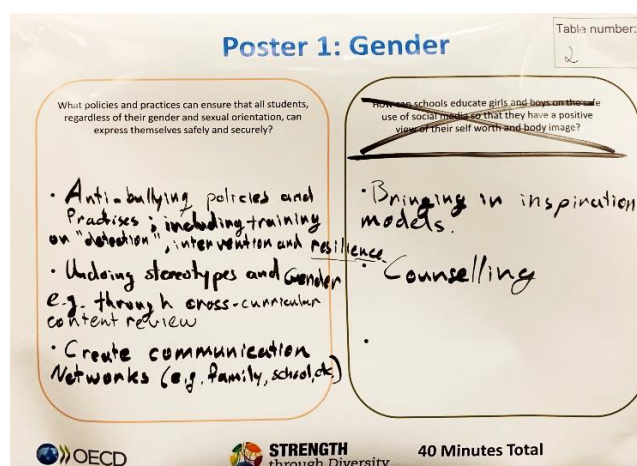 Poster 1: Gender
Table number:
2
What policies and practices can ensure that all students,
regardless of their gender and sexual orientation, can
express themselves safely and securely?
• Anti-bullying policies and
Practises; including training
on "detection", intervention and resilience
• Undoing stereotypes and Gender
e.g. through cross-curricular
content review
• Create communication
Networks (e.g. family, school, etc)
How can schools educate girls and boys on the safe
use of social media so that they have a positive
view of their self worth and body image?
• Bringing in inspiration
models.
• Counselling
•
OECD
STRENGTH
through Diversity
40 Minutes Total